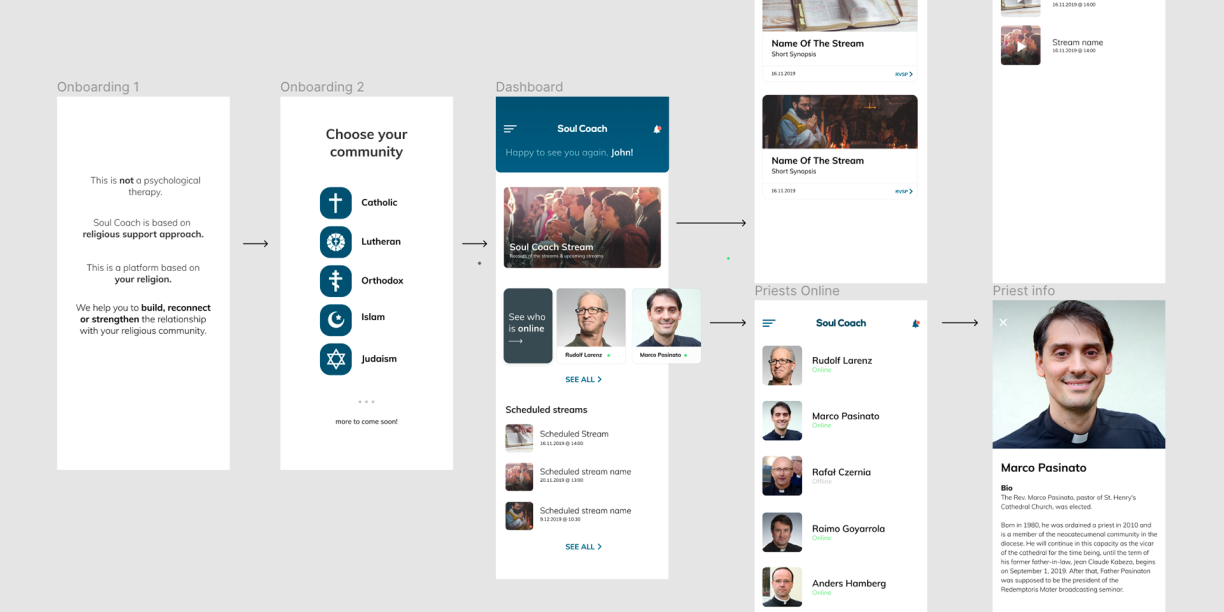 Onboarding 1
This is not a psychological
therapy.
Soul Coach is based on
religious support approach.
This is a platform based on
your religion.
We help you to build, reconnect
or strengthen the relationship
with your religious community.
Onboarding 2
Choose your
community
Catholic
Lutheran
Orthodox
Islam
Judaism
more to come soon!
Dashboard
Soul Coach
Happy to see you again, John!
Soul Coach Stream
Records of the streams & upcoming streams
See who
is online
Rudolf Larenz
Marco Pasinato
SEE ALL
Scheduled streams
Scheduled Stream
16.11.2019 @ 14:00
Scheduled stream name
20.11.2019 @ 13:00
Scheduled stream name
9.12.2019 @ 10:30
SEE ALL
Name Of The Stream
Short Synopsis
16.11.2019
RVSP
Name Of The Stream
Short Synopsis
16.11.2019
RVSP
Priests Online
Soul Coach
Rudolf Larenz
Online
Marco Pasinato
Online
Rafał Czernia
Offline
Raimo Goyarrola
Online
Anders Hamberg
Online
16.11.2019 @ 14:00
Stream name
16.11.2019 @ 14:00
Priest info
Marco Pasinato
Bio
The Rev. Marco Pasinato, pastor of St. Henry's
Cathedral Church, was elected.
Born in 1980, he was ordained a priest in 2010 and
is a member of the neocatecumenal community in the
diocese. He will continue in this capacity as the vicar
of the cathedral for the time being, until the term of
his former father-in-law, Jean Claude Kabeza, begins
on September 1, 2019. After that, Father Pasinaton
was supposed to be the president of the
Redemptoris Mater broadcasting seminar.